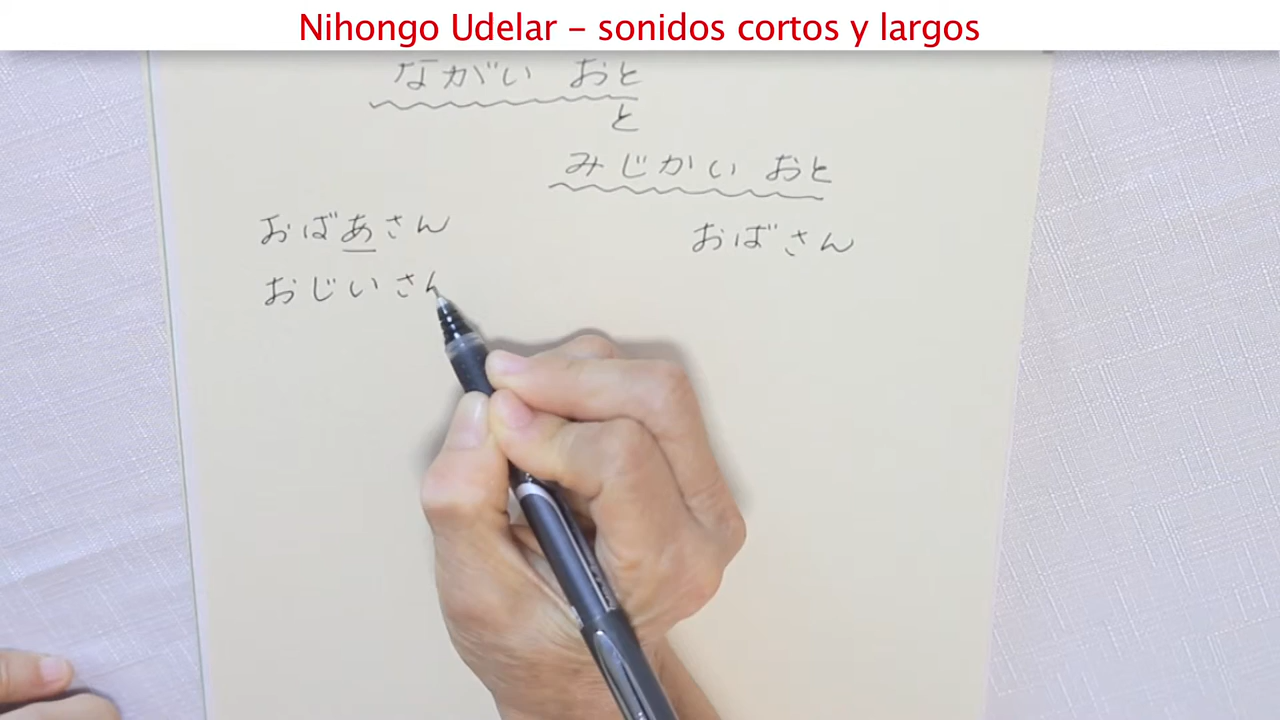 Nihongo Udelar – sonidos cortos y largos
ながい おと
と
みじかい おと
おばあさん
おばさん
おじいさん